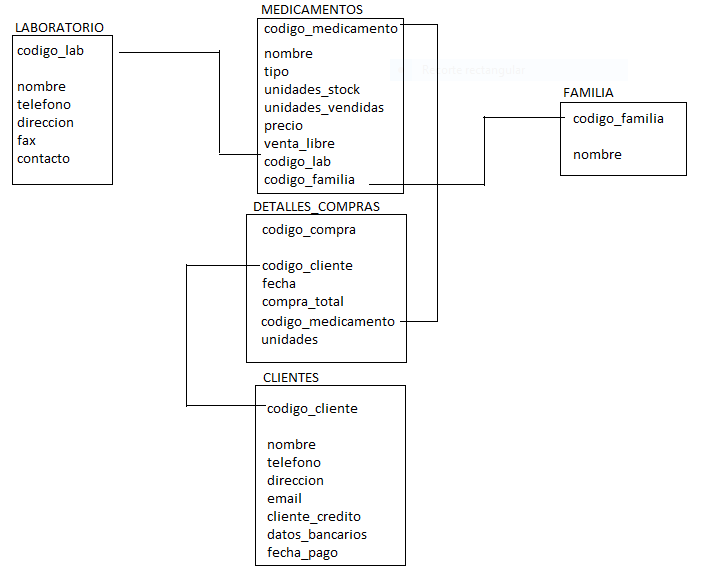 LABORATORIO
codigo_lab
nombre
telefono
direccion
fax
contacto
MEDICAMENTOS
codigo_medicamento
nombre
tipo
unidades_stock
unidades_vendidas
precio
venta_libre
codigo_lab
codigo_familia
Recorte rectangular
FAMILIA
codigo_familia
nombre
DETALLES_COMPRAS
codigo_compra
codigo_cliente
fecha
compra_total
codigo_medicamento
unidades
CLIENTES
codigo_cliente
nombre
telefono
direccion
email
cliente_credito
datos_bancarios
fecha_pago